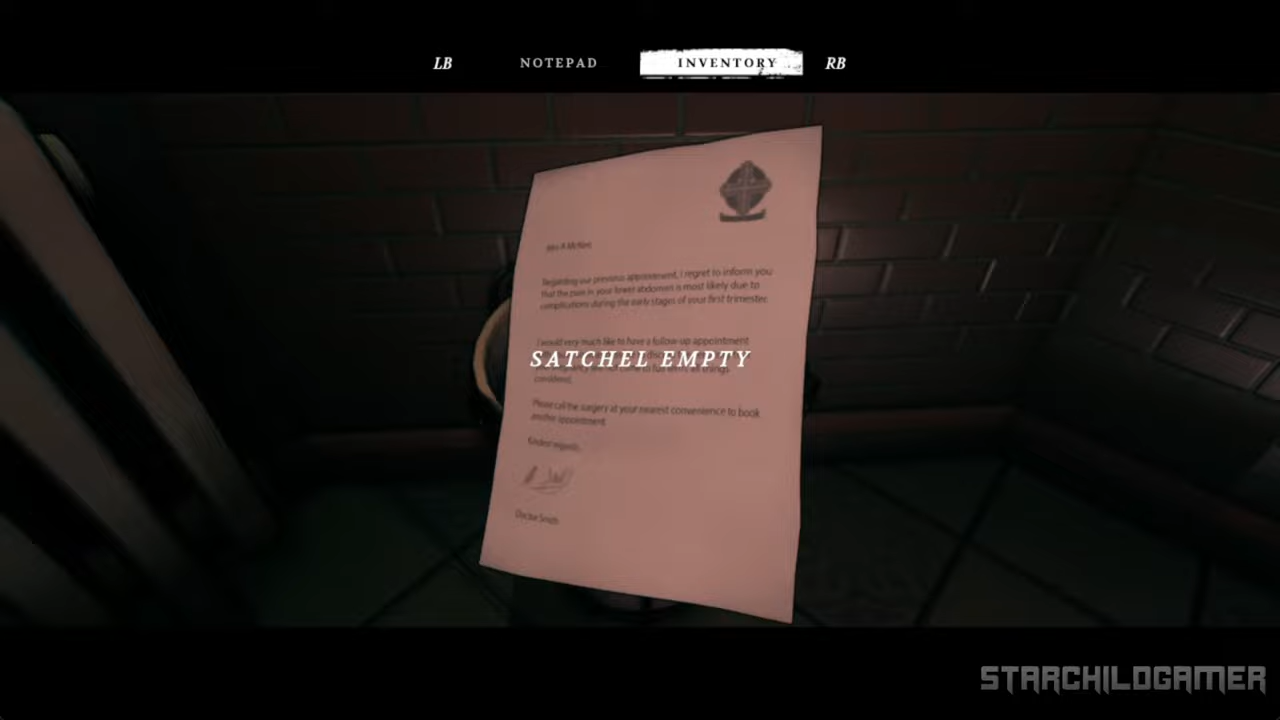 LB NOTEPAD INVENTORY RB
Regarding our previous appointment, I regret to inform you
that the pain in your lower abdomen is most likely due to
complications during the early stages of your first trimester.
I would very much like to have a follow-up appointment
SATCHEL EMPTY
considered.
Please call the surgery at your nearest convenience to book
another appointment.
Kindest regards,
Doctor Smith
STARCHILDGAMER